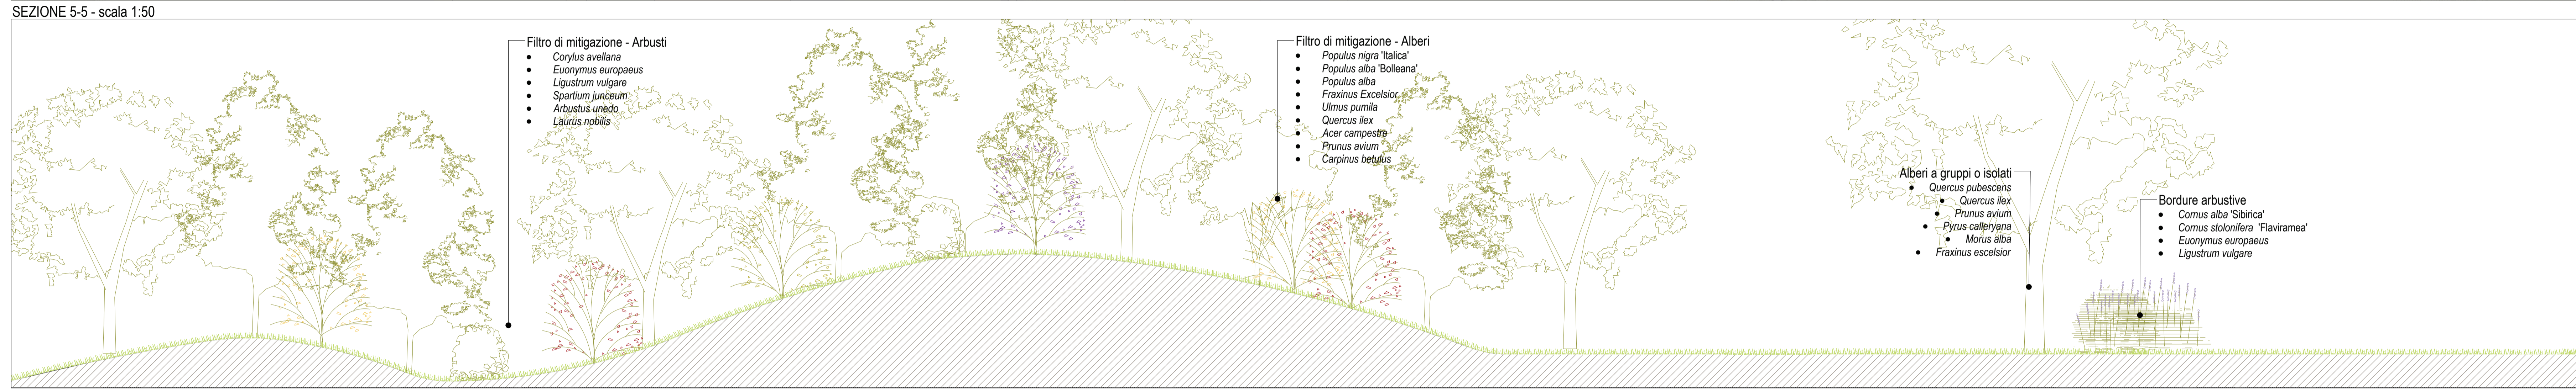 SEZIONE 5-5 - scala 1:50
Filtro di mitigazione - Arbusti
Corylus avellana
Euonymus europaeus
Ligustrum vulgare
Spartium junceum
Arbustus unedo
Laurus nobilis
Filtro di mitigazione - Alberi
Populus nigra 'Italica'
Populus alba 'Bolleana'
Populus alba
Fraxinus Excelsior
Ulmus pumila
Quercus ilex
Acer campestre
Prunus avium
Carpinus betulus
Alberi a gruppi o isolati
Quercus pubescens
Quercus ilex
Prunus avium
Pyrus calleryana
Morus alba
Fraxinus escelsior
Bordure arbustive
Cornus alba 'Sibirica'
Cornus stolonifera 'Flaviramea'
Euonymus europaeus
Ligustrum vulgare